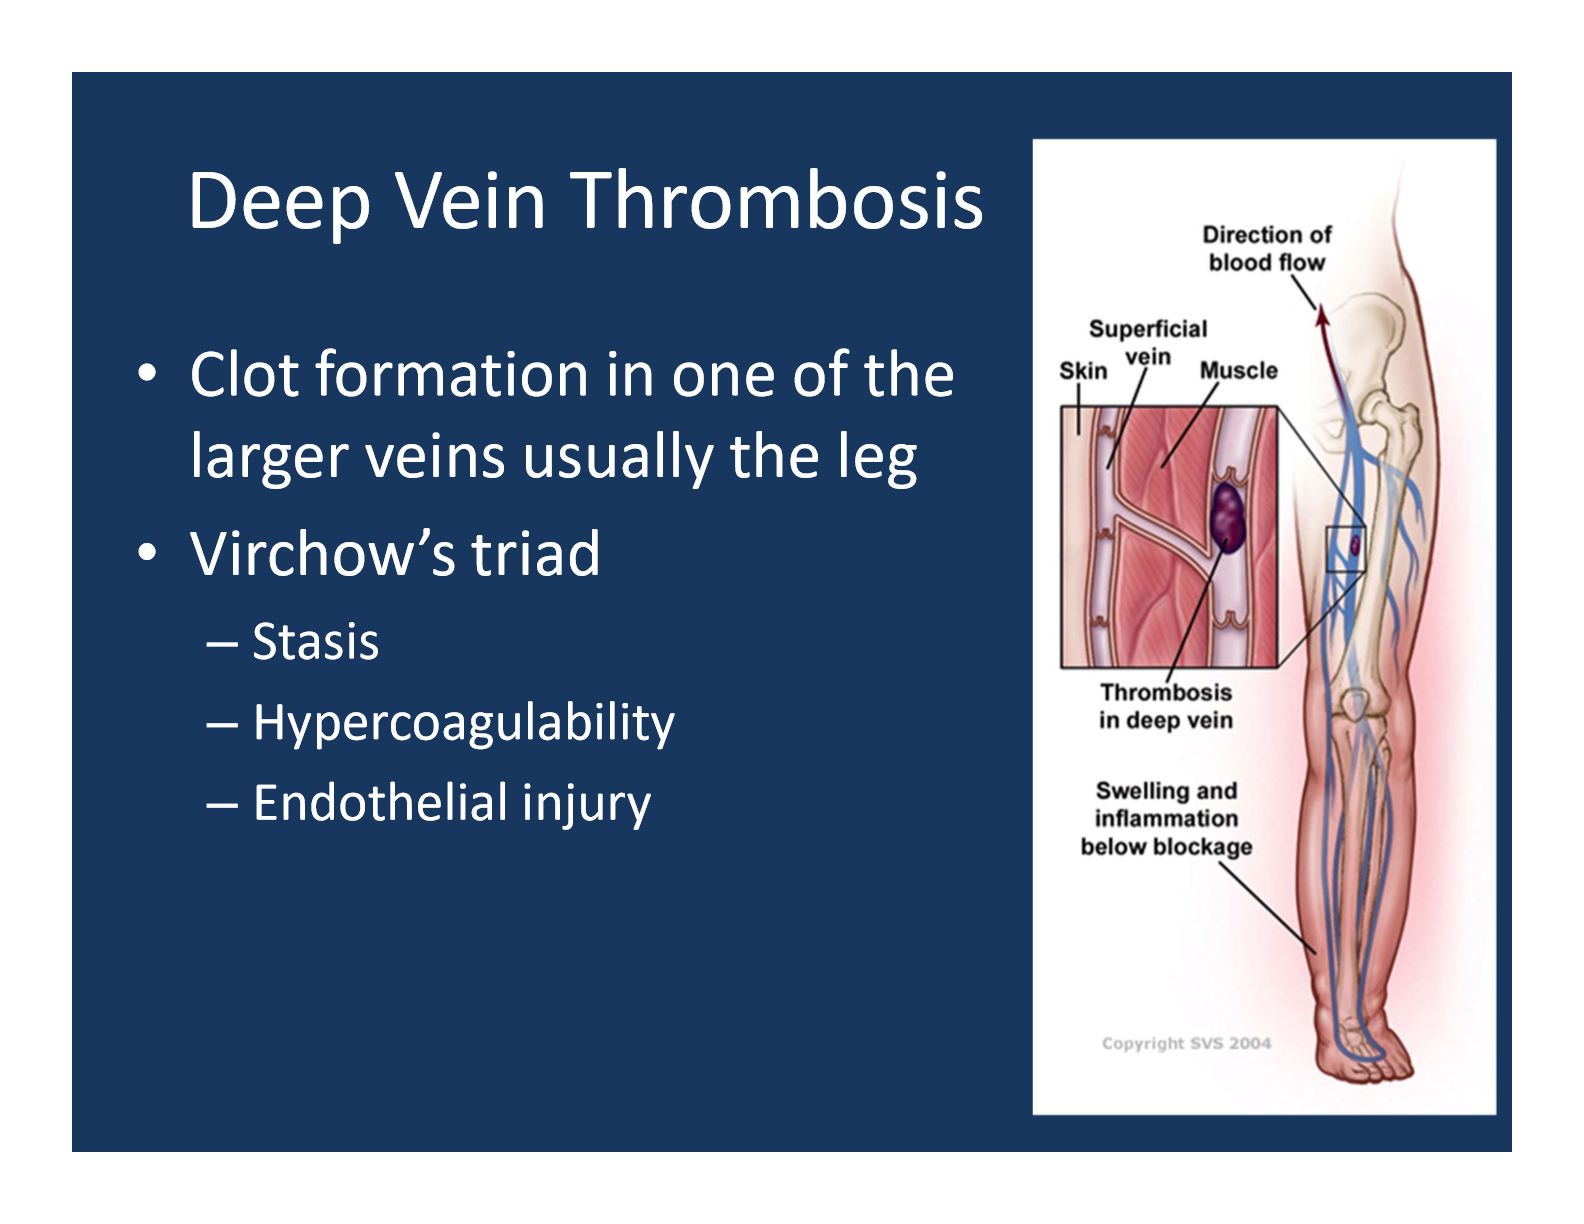 Deep Vein Thrombosis
• Clot formation in one of the
larger veins usually the leg
• Virchow’s triad
– Stasis
– Hypercoagulability
– Endothelial injury
Direction of
blood flow
Superficial
vein
Skin
Muscle
Thrombosis
in deep vein
Swelling and
inflammation
below blockage
Copyright SVS 2004